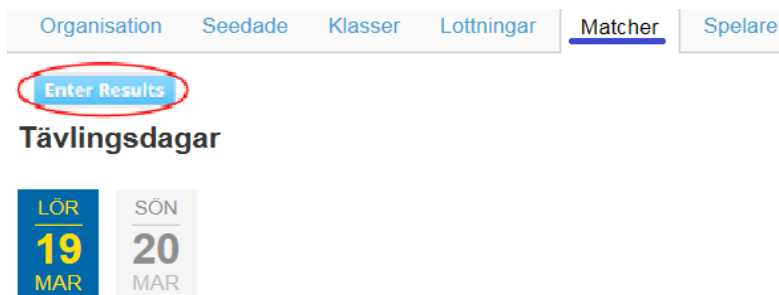 Organisation Seedade Klasser Lottningar Matcher Spelare
Enter Results
Tävlingsdagar
LÖR SÖN
19 20
MAR MAR